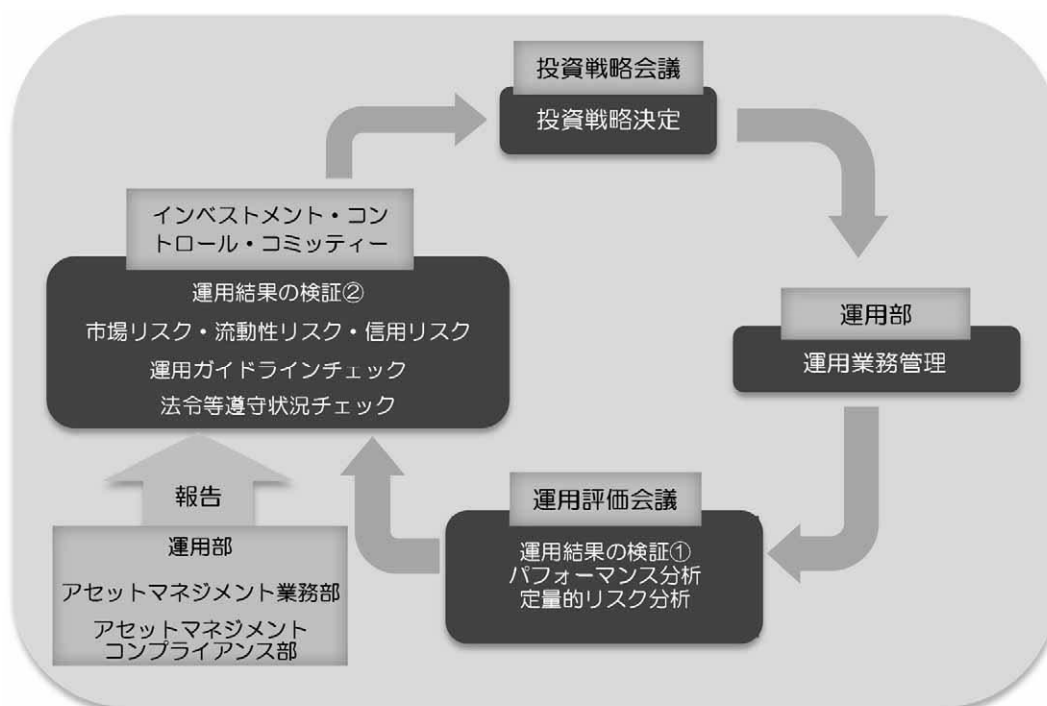 投資戦略会議
投資戦略決定
運用部
運用業務管理
運用評価会議
運用結果の検証①
パフォーマンス分析
定量的リスク分析
インベストメント・コン
トロール・コミッティー
運用結果の検証②
市場リスク・流動性リスク・信用リスク
運用ガイドラインチェック
法令等遵守状況チェック
報告
運用部
アセットマネジメント業務部
アセットマネジメント
コンプライアンス部